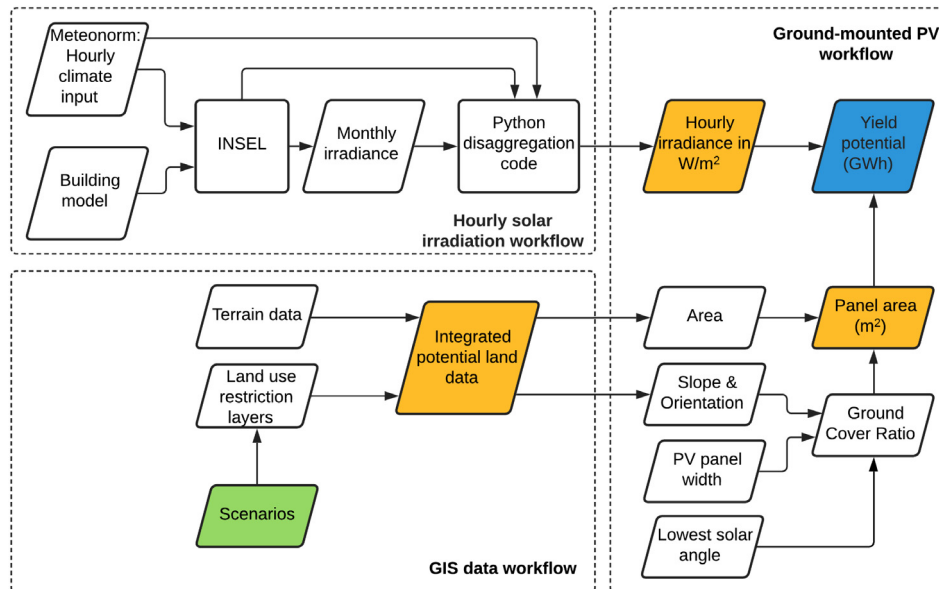 Meteonorm:
Hourly
climate
input
Building
model
INSEL
Monthly
irradiance
Python
disaggregation
code
Hourly solar
irradiation workflow
Ground-mounted PV
workflow
Hourly
irradiance in
W/m²
Yield
potential
(GWh)
Terrain data
Land use
restriction
layers
Scenarios
Integrated
potential land
data
GIS data workflow
Area
Panel area
(m²)
Slope &
Orientation
PV panel
width
Ground
Cover Ratio
Lowest solar
angle